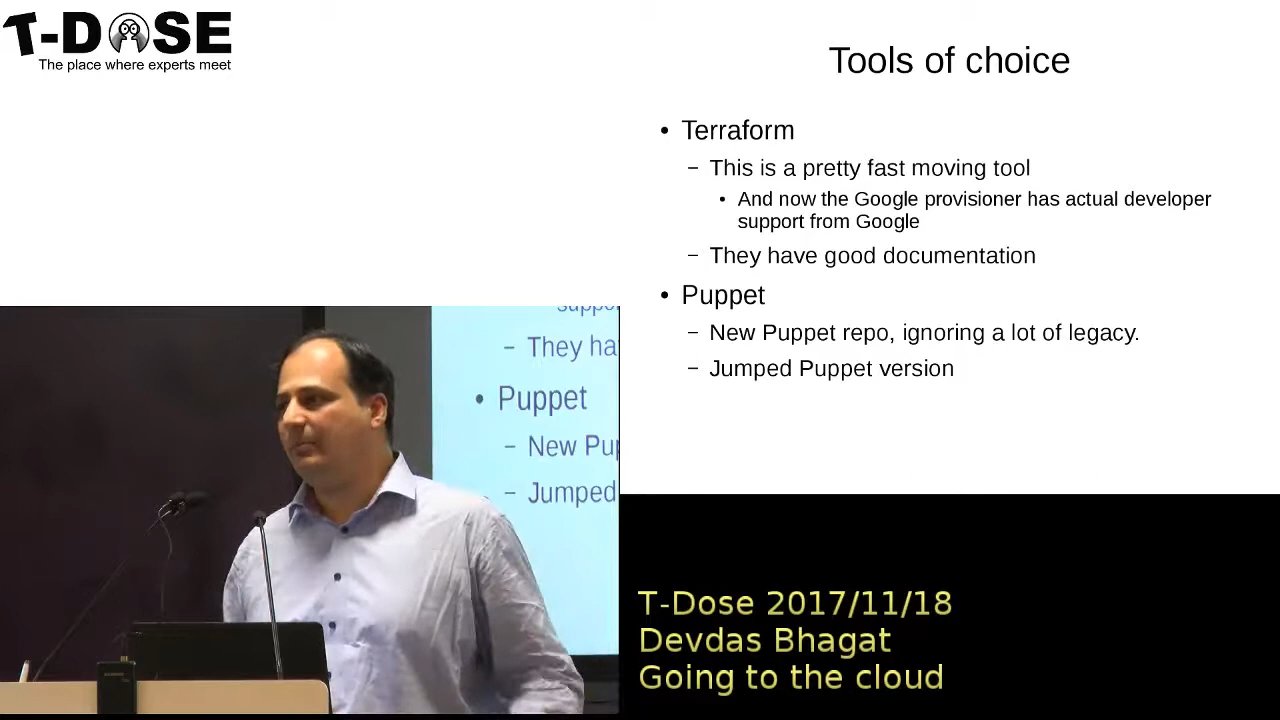 T-DOSE
The place where experts meet
Tools of choice
• Terraform
– This is a pretty fast moving tool
• And now the Google provisioner has actual developer
support from Google
– They have good documentation
• Puppet
– New Puppet repo, ignoring a lot of legacy.
– Jumped Puppet version
suppo
– They ha
• Puppet
– New Pup
– Jumped
T-Dose 2017/11/18
Devdas Bhagat
Going to the cloud